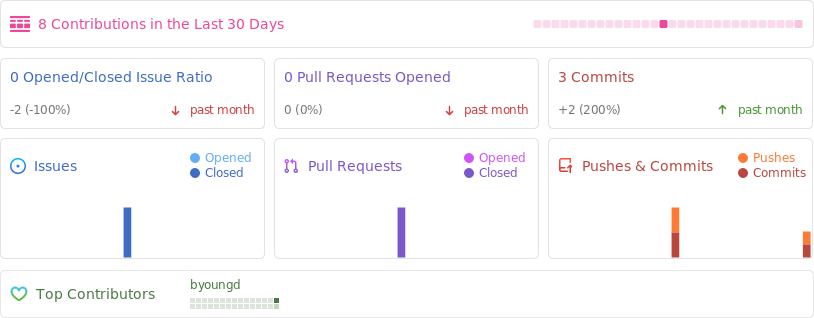 8 Contributions in the Last 30 Days
0 Opened/Closed Issue Ratio
-2 (-100%)
past month
0 Pull Requests Opened
0 (0%)
past month
3 Commits
+2 (200%)
past month
Issues
Opened
Closed
Pull Requests
Opened
Closed
Pushes & Commits
Pushes
Commits
Top Contributors
byoungd